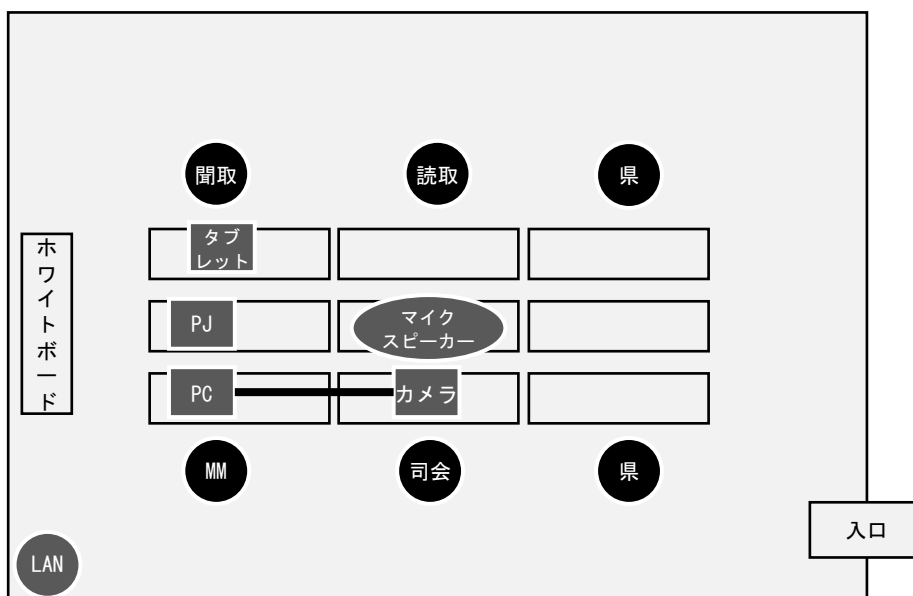 聞取
読取
県
ホワイトボード
タブ
レット
PJ
マイク
スピーカー
PC
カメラ
MM
司会
県
入口
LAN